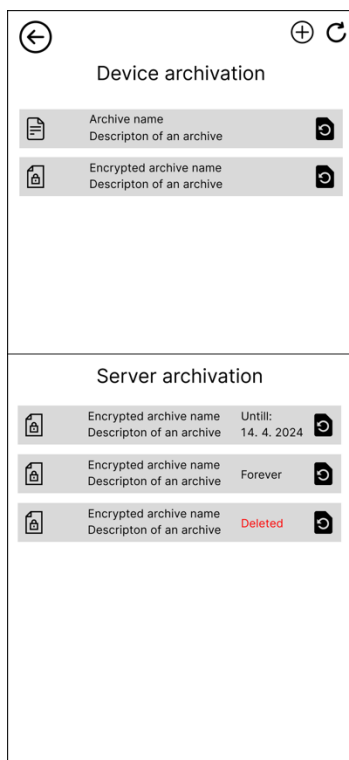 Device archivation
Archive name
Descripton of an archive
Encrypted archive name
Descripton of an archive
Server archivation
Encrypted archive name
Descripton of an archive
Untill:
14. 4. 2024
Encrypted archive name
Descripton of an archive
Forever
Encrypted archive name
Descripton of an archive
Deleted